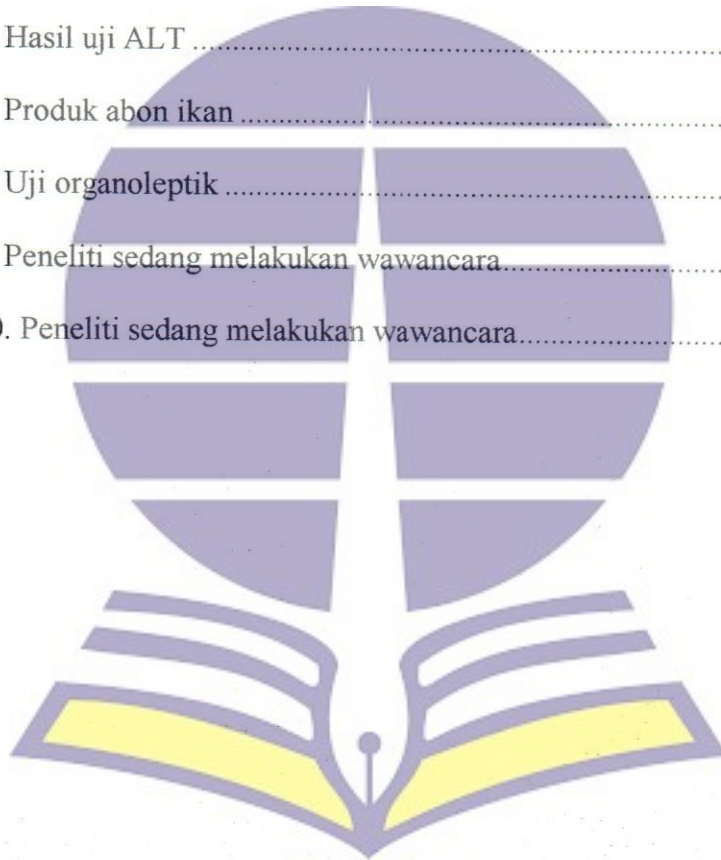 Hasil uji ALT ....................................................................
Produk abon ikan ....................................................................
Uji organoleptik ....................................................................
Peneliti sedang melakukan wawancara..............................
). Peneliti sedang melakukan wawancara..............................